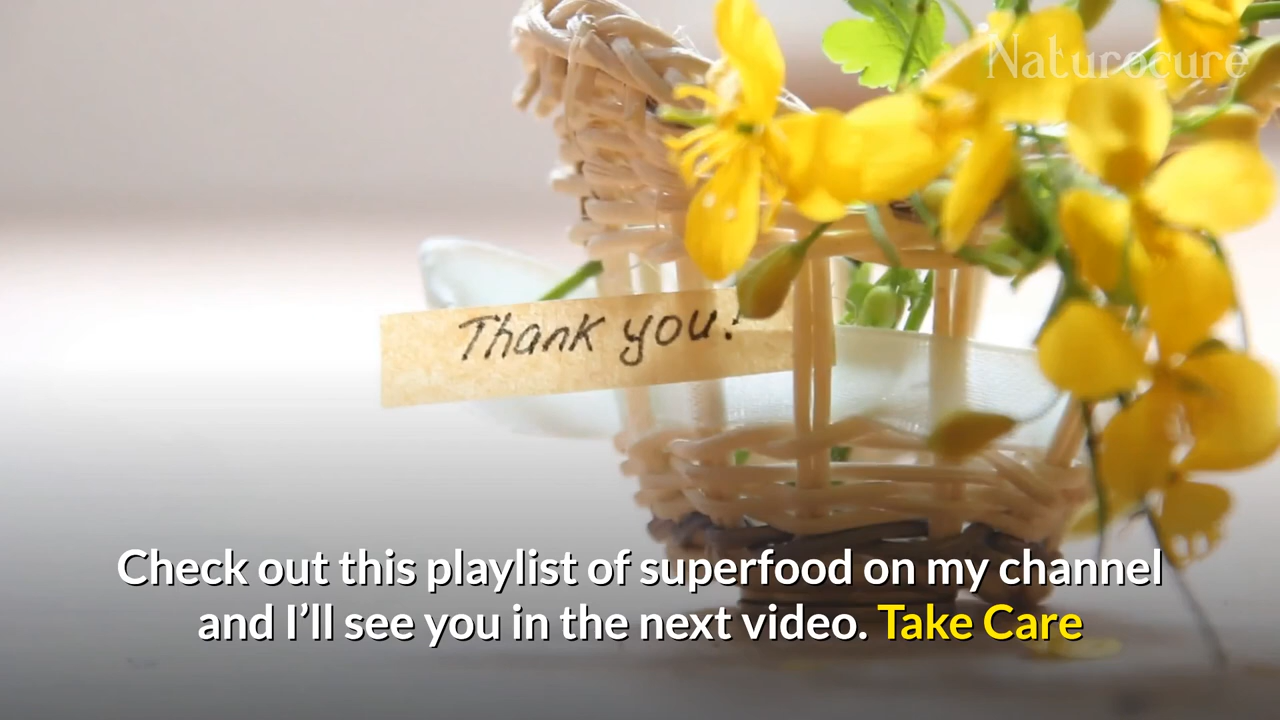 Naturocure
Thank you!
Check out this playlist of superfood on my channel
and I’ll see you in the next video. Take Care